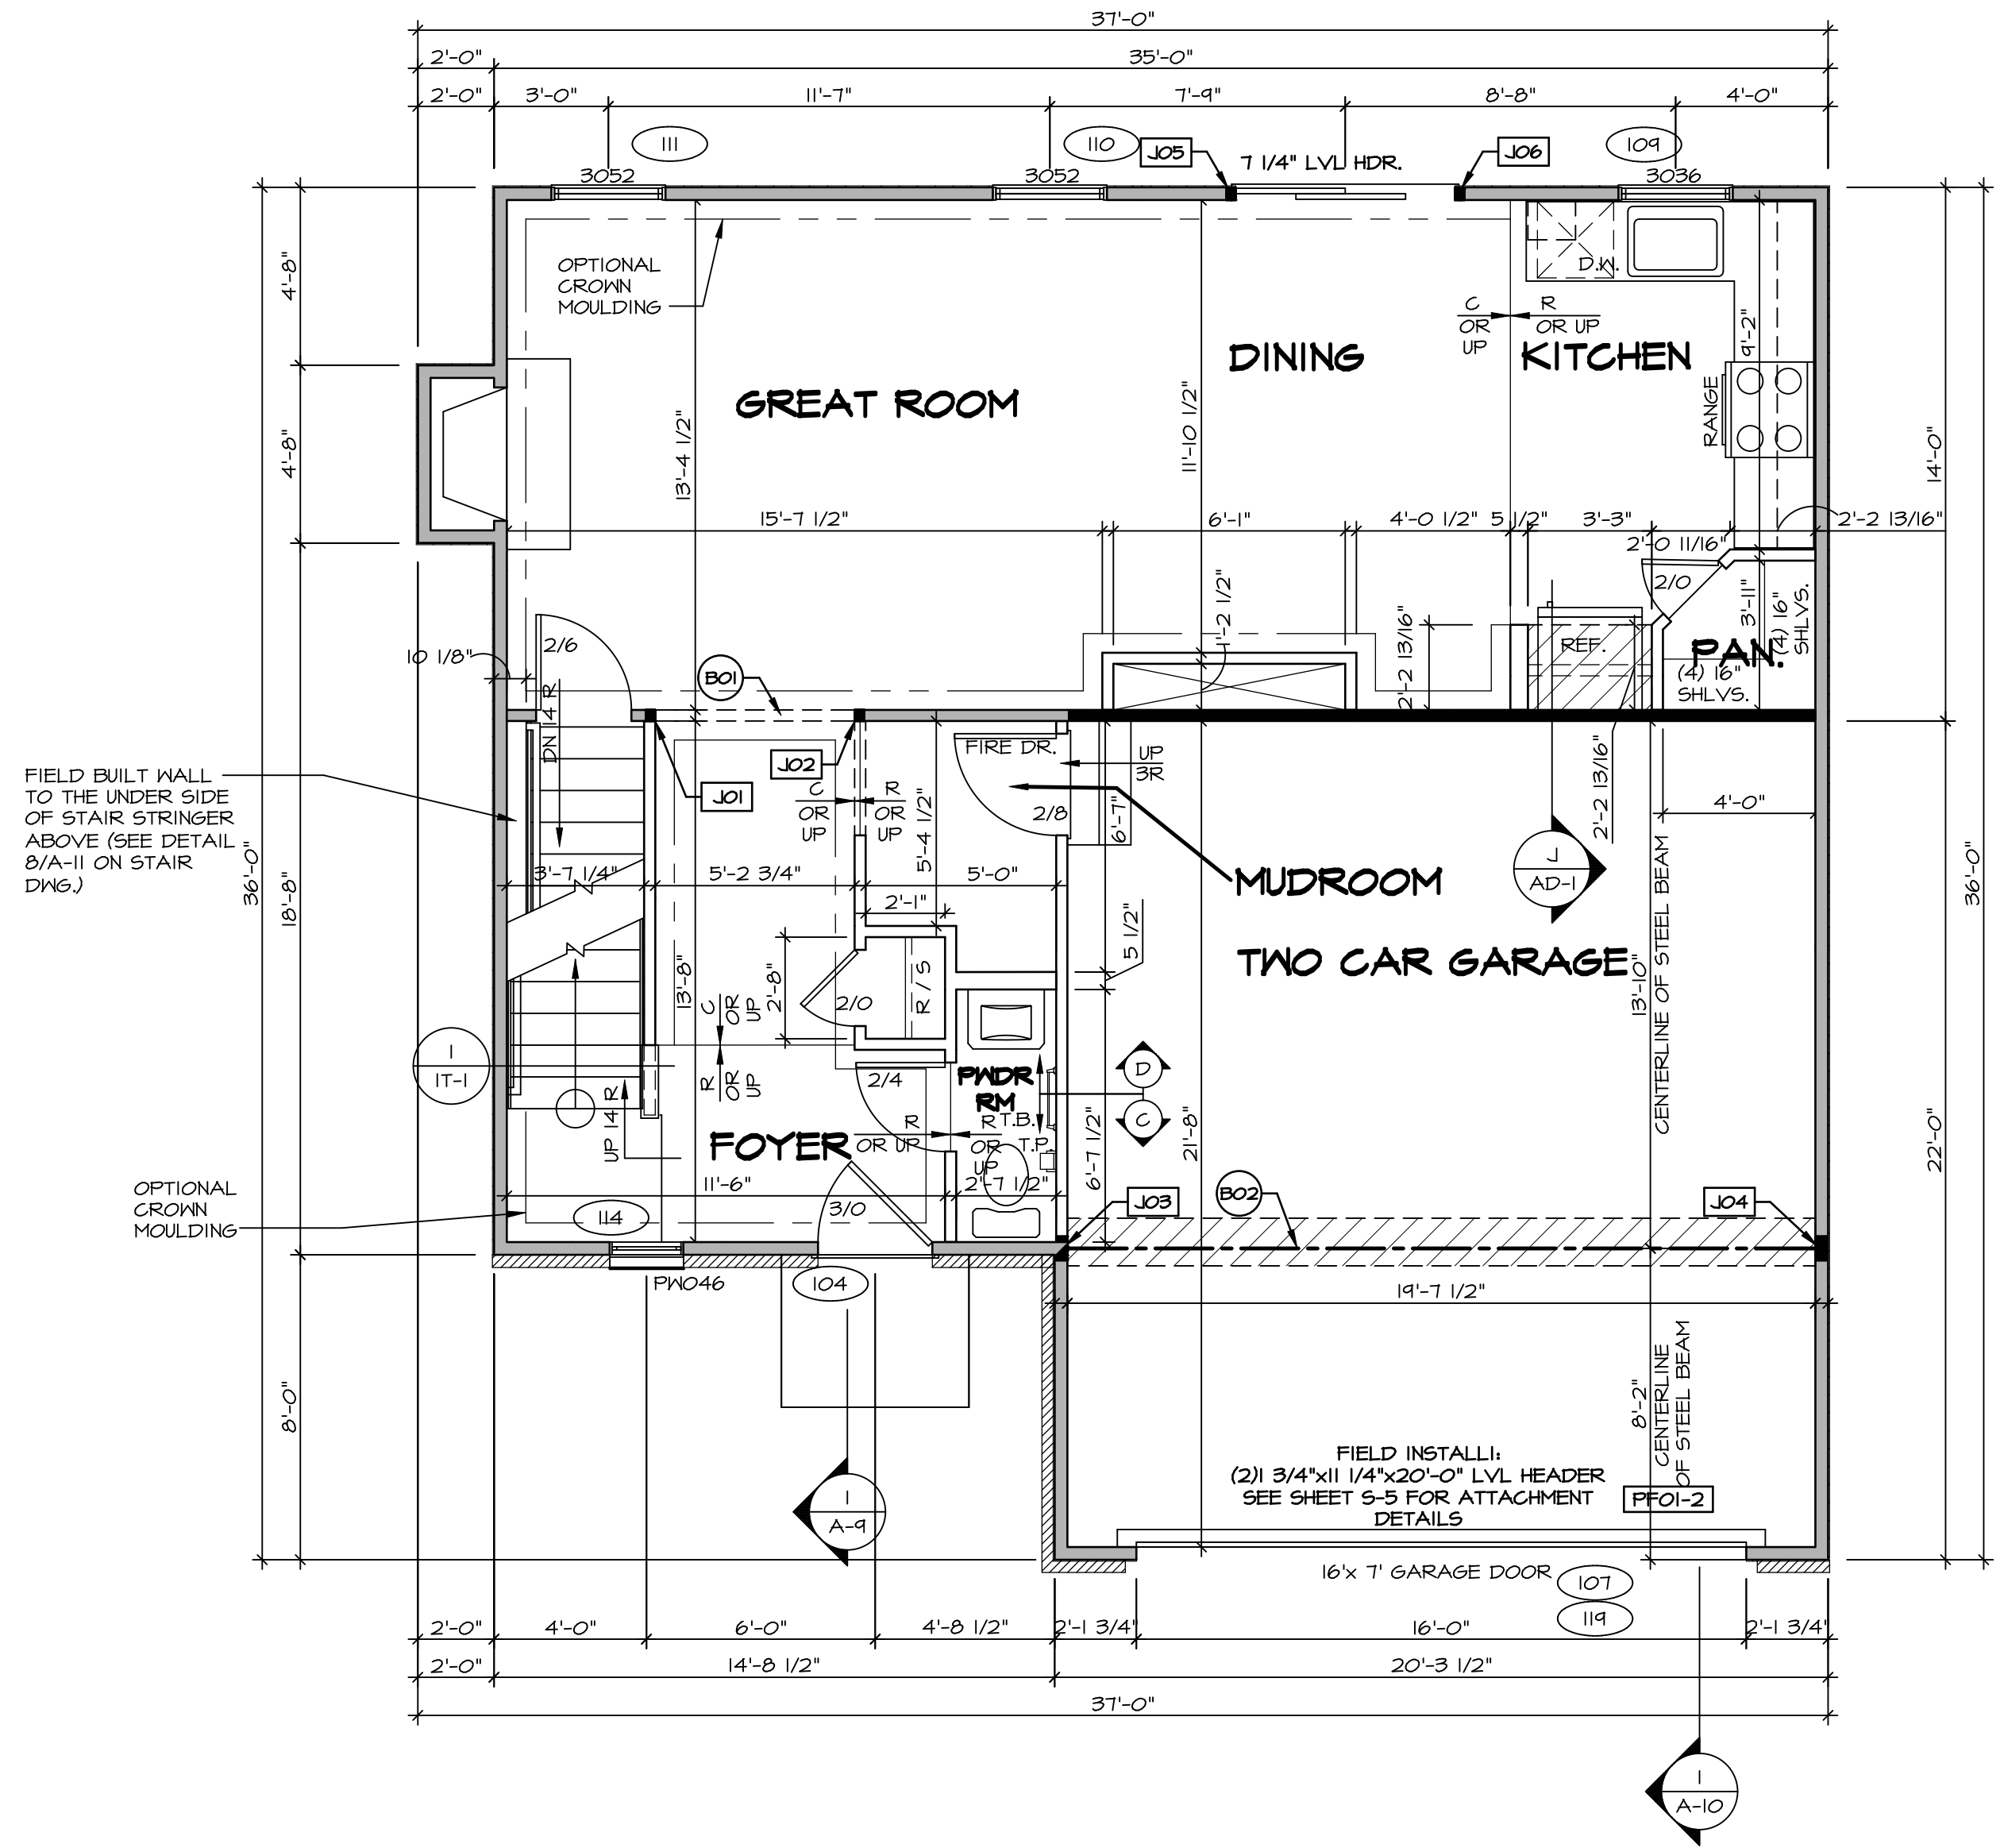 37'-0"
2'-0"
35'-0"
2'-0"
3'-0"
11'-7"
7'-9"
8'-8"
4'-0"
111
110
J05
7 1/4" LVL HDR.
J06
109
3052
3052
3036
OPTIONAL
CROWN
MOULDING
D.W.
C
OR
UP
R
OR UP
DINING
KITCHEN
GREAT ROOM
RANGE
9'-2"
4'-8"
4'-8"
13'-4 1/2"
11'-10 1/2"
14'-0"
15'-7 1/2"
6'-1"
4'-0 1/2"
5 1/2"
3'-3"
2'-2 13/16"
2'-0 11/16"
2/0
3'-11"
(4) 16"
SHLVS.
1'-2 1/2"
2'-2 13/16"
REF.
PAN.
(4) 16"
SHLVS.
10 1/8"
2/6
B01
DN 14 R
FIELD BUILT WALL
TO THE UNDER SIDE
OF STAIR STRINGER
ABOVE (SEE DETAIL
8/A-11 ON STAIR
DWG.)
J01
J02
FIRE DR.
UP
3R
C
OR
UP
R
OR
UP
5'-4 1/2"
2/8
6'-7"
2'-2 13/16"
4'-0"
36'-0"
18'-8"
3'-7 1/4"
5'-2 3/4"
5'-0"
MUDROOM
J
AD-1
36'-0"
2'-1"
5 1/2"
TWO CAR GARAGE
13'-10"
CENTERLINE OF STEEL BEAM
13'-8"
C
OR
UP
2'-8"
2/0
R / S
1
1T-1
R
OR
UP
2/4
PWDR
RM
D
C
T.B.
T.P.
UP 14 R
FOYER
R
OR UP
R
OR
UP
6'-7 1/2"
21'-8"
22'-0"
11'-6"
2'-7 1/2"
OPTIONAL
CROWN
MOULDING
114
3/0
J03
B02
J04
PW046
104
19'-7 1/2"
8'-0"
8'-2"
CENTERLINE
OF STEEL BEAM
FIELD INSTALL1:
(2)1 3/4"x11 1/4"x20'-0" LVL HEADER
SEE SHEET S-5 FOR ATTACHMENT
DETAILS
PF01-2
1
A-9
16'x 7' GARAGE DOOR
107
119
2'-0"
4'-0"
6'-0"
4'-8 1/2"
2'-1 3/4"
16'-0"
2'-1 3/4"
2'-0"
14'-8 1/2"
20'-3 1/2"
37'-0"
1
A-10